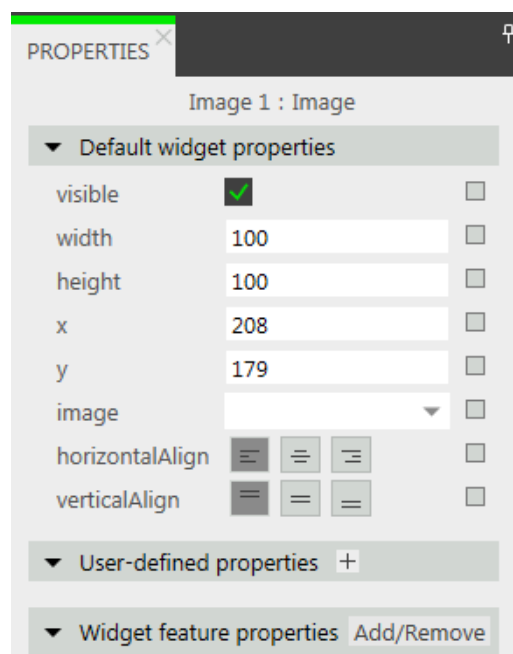 PROPERTIES
Image 1 : Image
Default widget properties
visible
width 100
height 100
x 208
y 179
image
horizontalAlign
verticalAlign
User-defined properties +
Widget feature properties Add/Remove